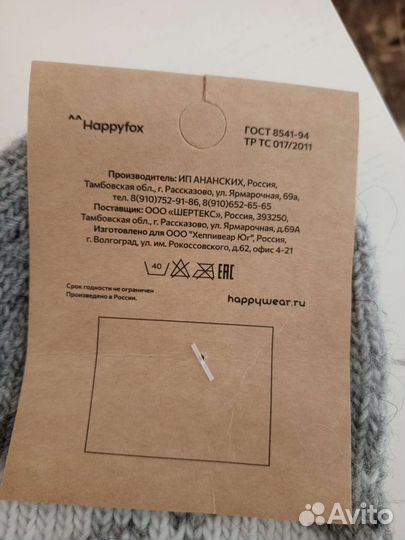 ^^Happyfox
ГОСТ 8541-94
ТР ТС 017/2011
Производитель: ИП АНАНСКИХ, Россия,
Тамбовская обл., г. Рассказово, ул. Ярмарочная, 69а,
тел. 8(910)752-91-86, 8(910)652-65-65
Поставщик: ООО «ШЕРТЕКС», Россия, 393250,
Тамбовская обл., г. Рассказово, ул. Ярмарочная, д.69А
Изготовлено для ООО "Хеппивеар Юг", Россия,
г. Волгоград, ул. им. Рокоссовского, д.62, офис 4-21
40 EAC
Срок годности не ограничен
Произведено в России.
happywear.ru
Avito